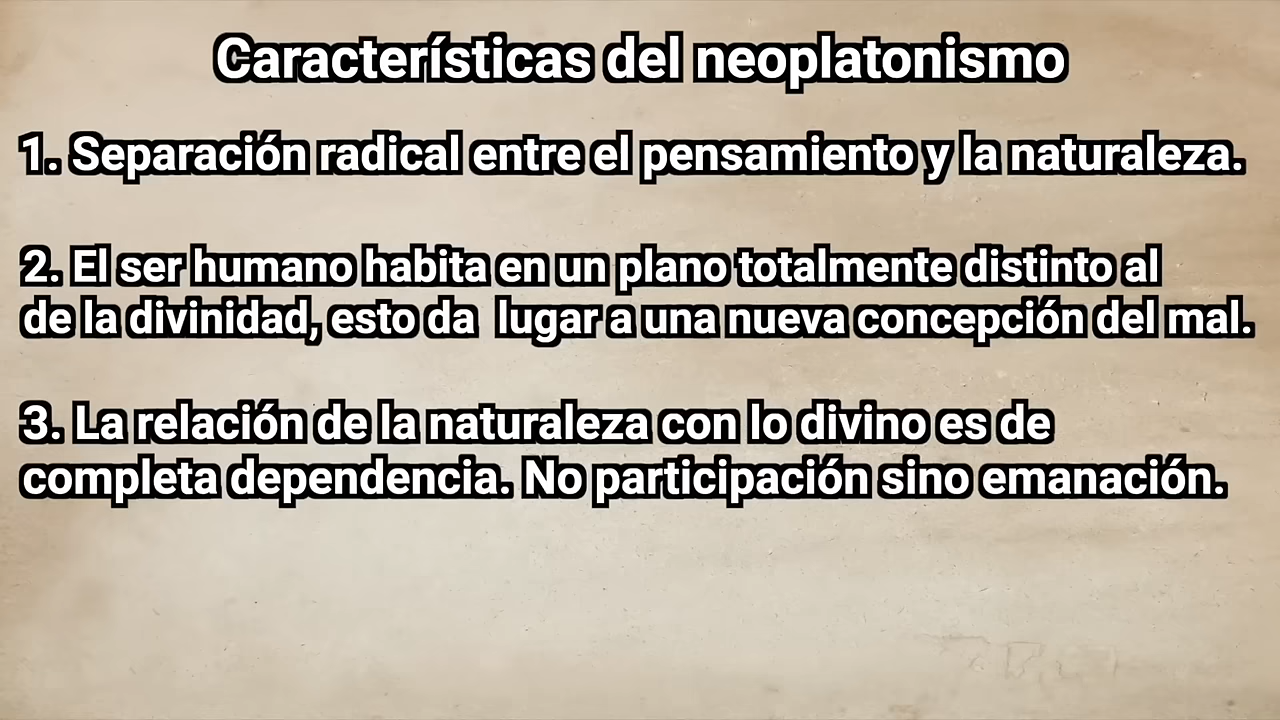 Características del neoplatonismo
1. Separación radical entre el pensamiento y la naturaleza.
2. El ser humano habita en un plano totalmente distinto al
de la divinidad, esto da  lugar a una nueva concepción del mal.
3. La relación de la naturaleza con lo divino es de
completa dependencia. No participación sino emanación.